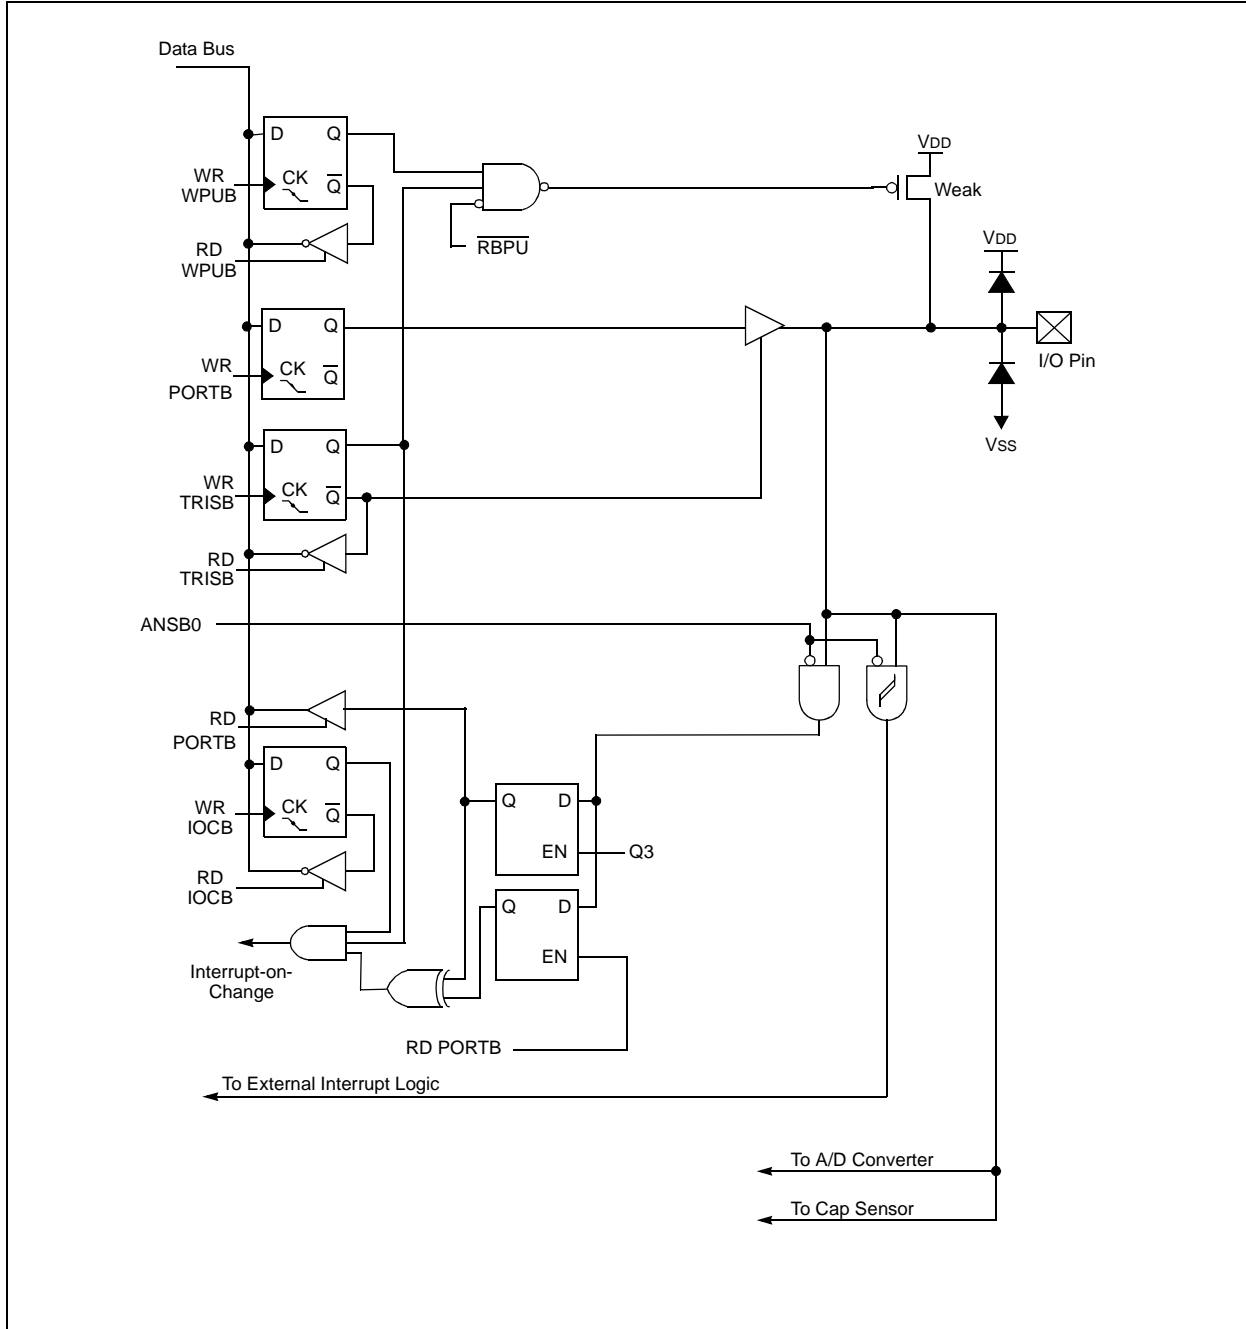 Data Bus
D Q
WR
WPUB
CK
Q̅
RD
WPUB
R̅B̅P̅U̅
VDD
Weak
VDD
I/O Pin
VSS
D Q
WR
PORTB
CK
Q̅
D Q
WR
TRISB
CK
Q̅
RD
TRISB
ANSB0
RD
PORTB
D Q
WR
IOCB
CK
Q̅
RD
IOCB
Q D
EN
Q3
Q D
EN
Interrupt-on-
Change
RD PORTB
To External Interrupt Logic
To A/D Converter
To Cap Sensor